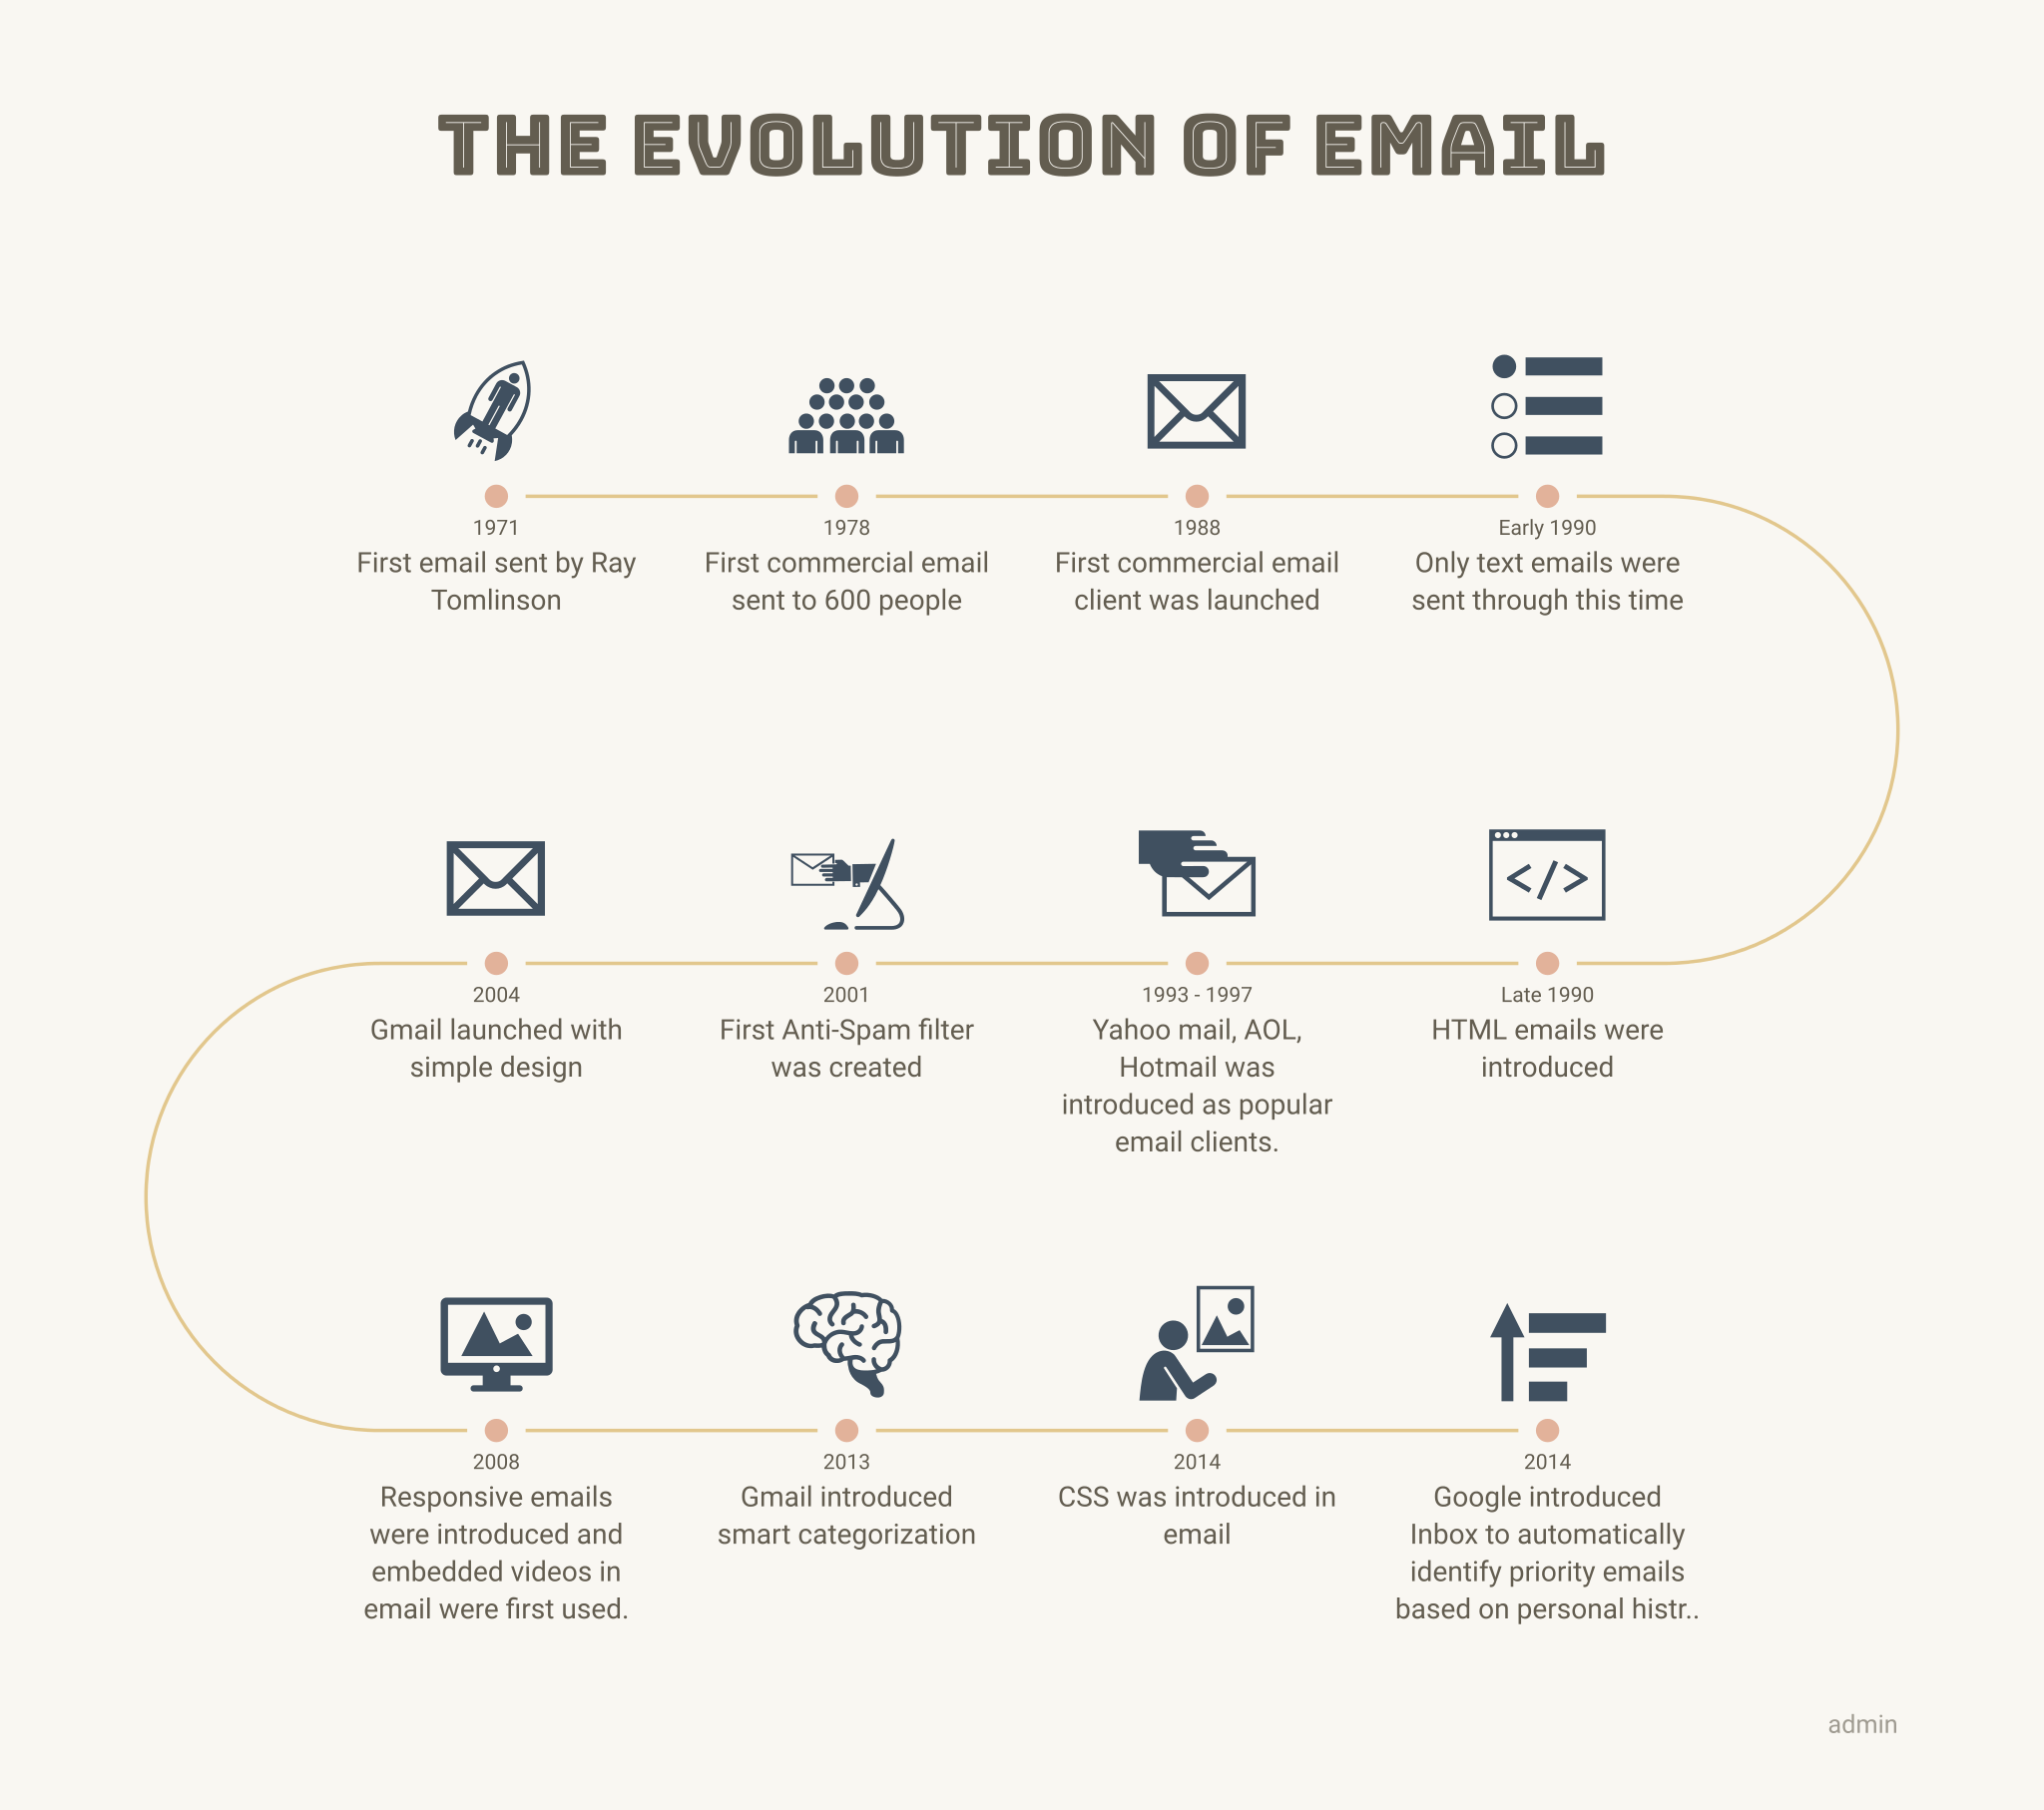 THE EVOLUTION OF EMAIL
1971
First email sent by Ray
Tomlinson
1978
First commercial email
sent to 600 people
1988
First commercial email
client was launched
Early 1990
Only text emails were
sent through this time
Late 1990
HTML emails were
introduced
1993 - 1997
Yahoo mail, AOL,
Hotmail was
introduced as popular
email clients.
2001
First Anti-Spam filter
was created
2004
Gmail launched with
simple design
2008
Responsive emails
were introduced and
embedded videos in
email were first used.
2013
Gmail introduced
smart categorization
2014
CSS was introduced in
email
2014
Google introduced
Inbox to automatically
identify priority emails
based on personal histr..
admin